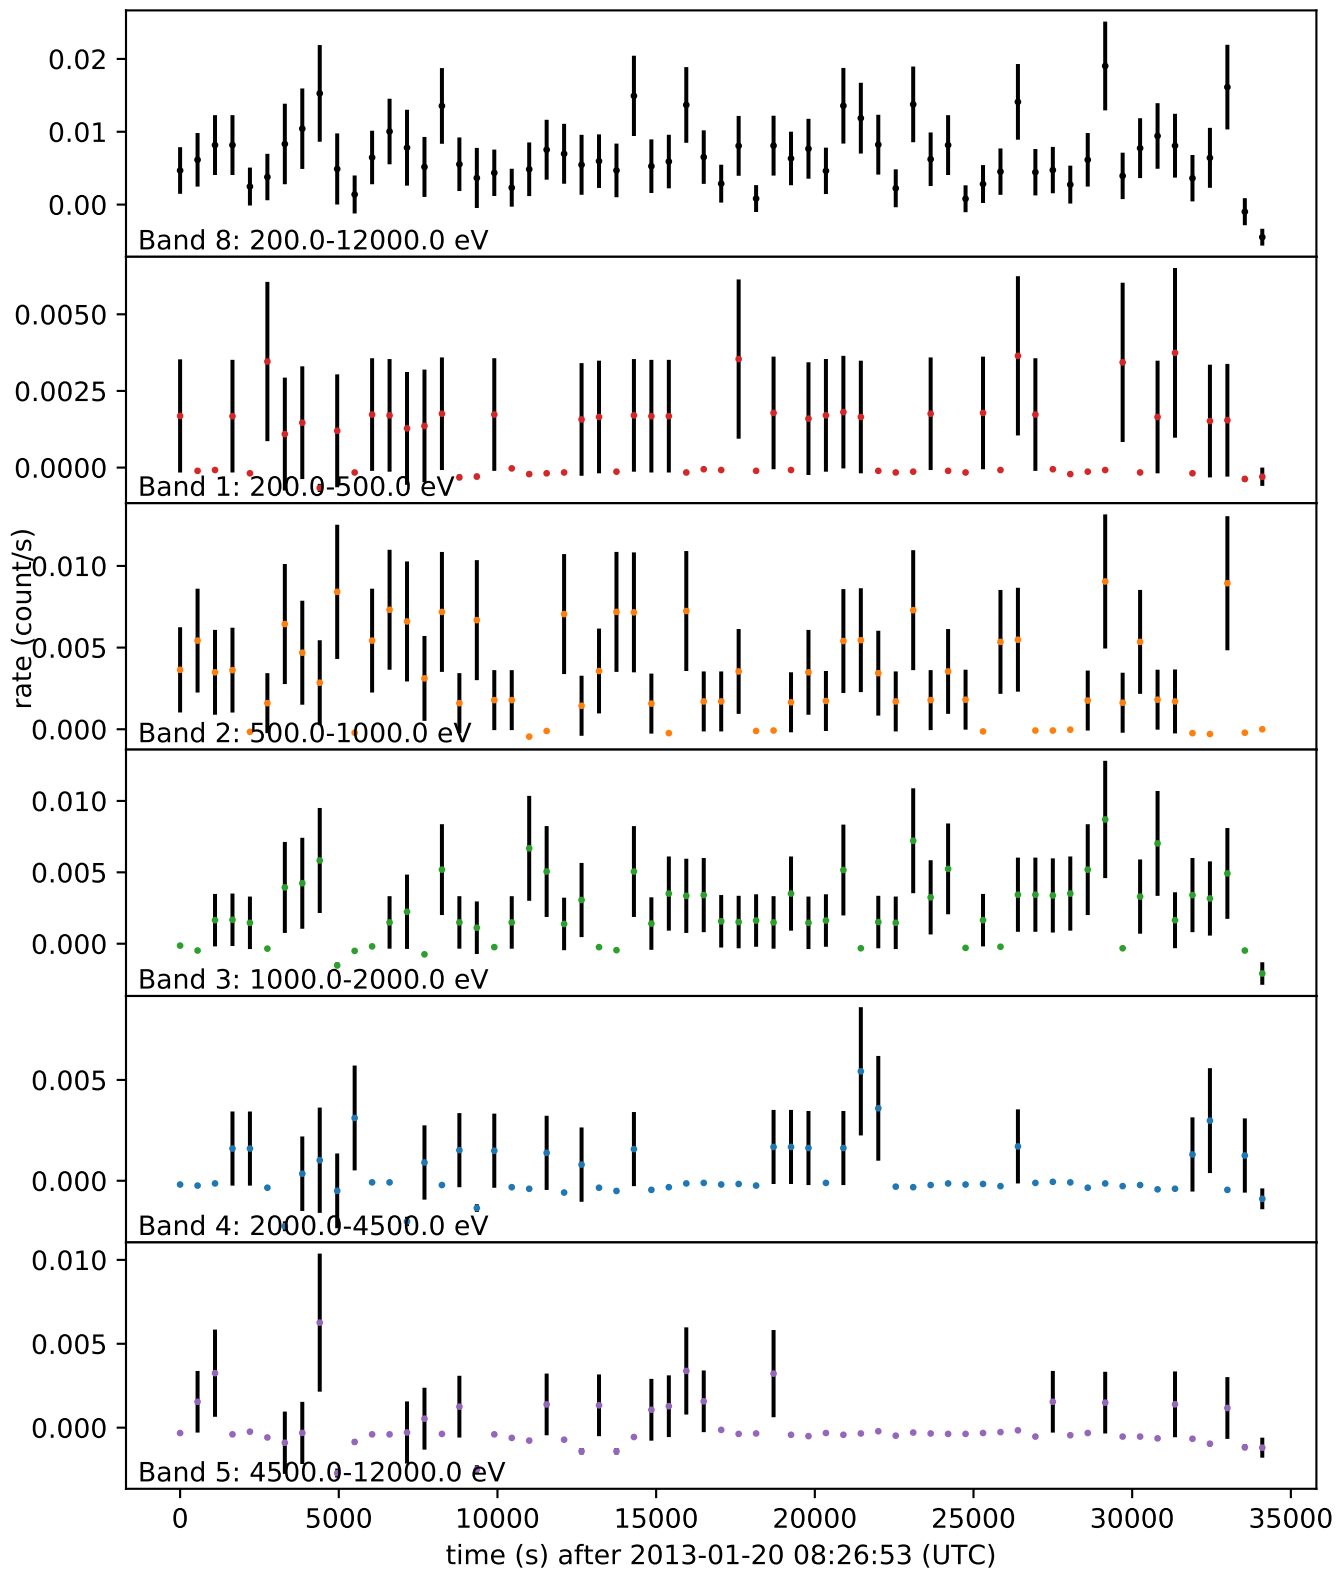 0.02
0.01
0.00
Band 8: 200.0-12000.0 eV
0.0050
0.0025
0.0000
Band 1: 200.0-500.0 eV
rate (count/s)
0.010
0.005
0.000
Band 2: 500.0-1000.0 eV
0.010
0.005
0.000
Band 3: 1000.0-2000.0 eV
0.005
0.000
Band 4: 2000.0-4500.0 eV
0.010
0.005
0.000
Band 5: 4500.0-12000.0 eV
0 5000 10000 15000 20000 25000 30000 35000
time (s) after 2013-01-20 08:26:53 (UTC)